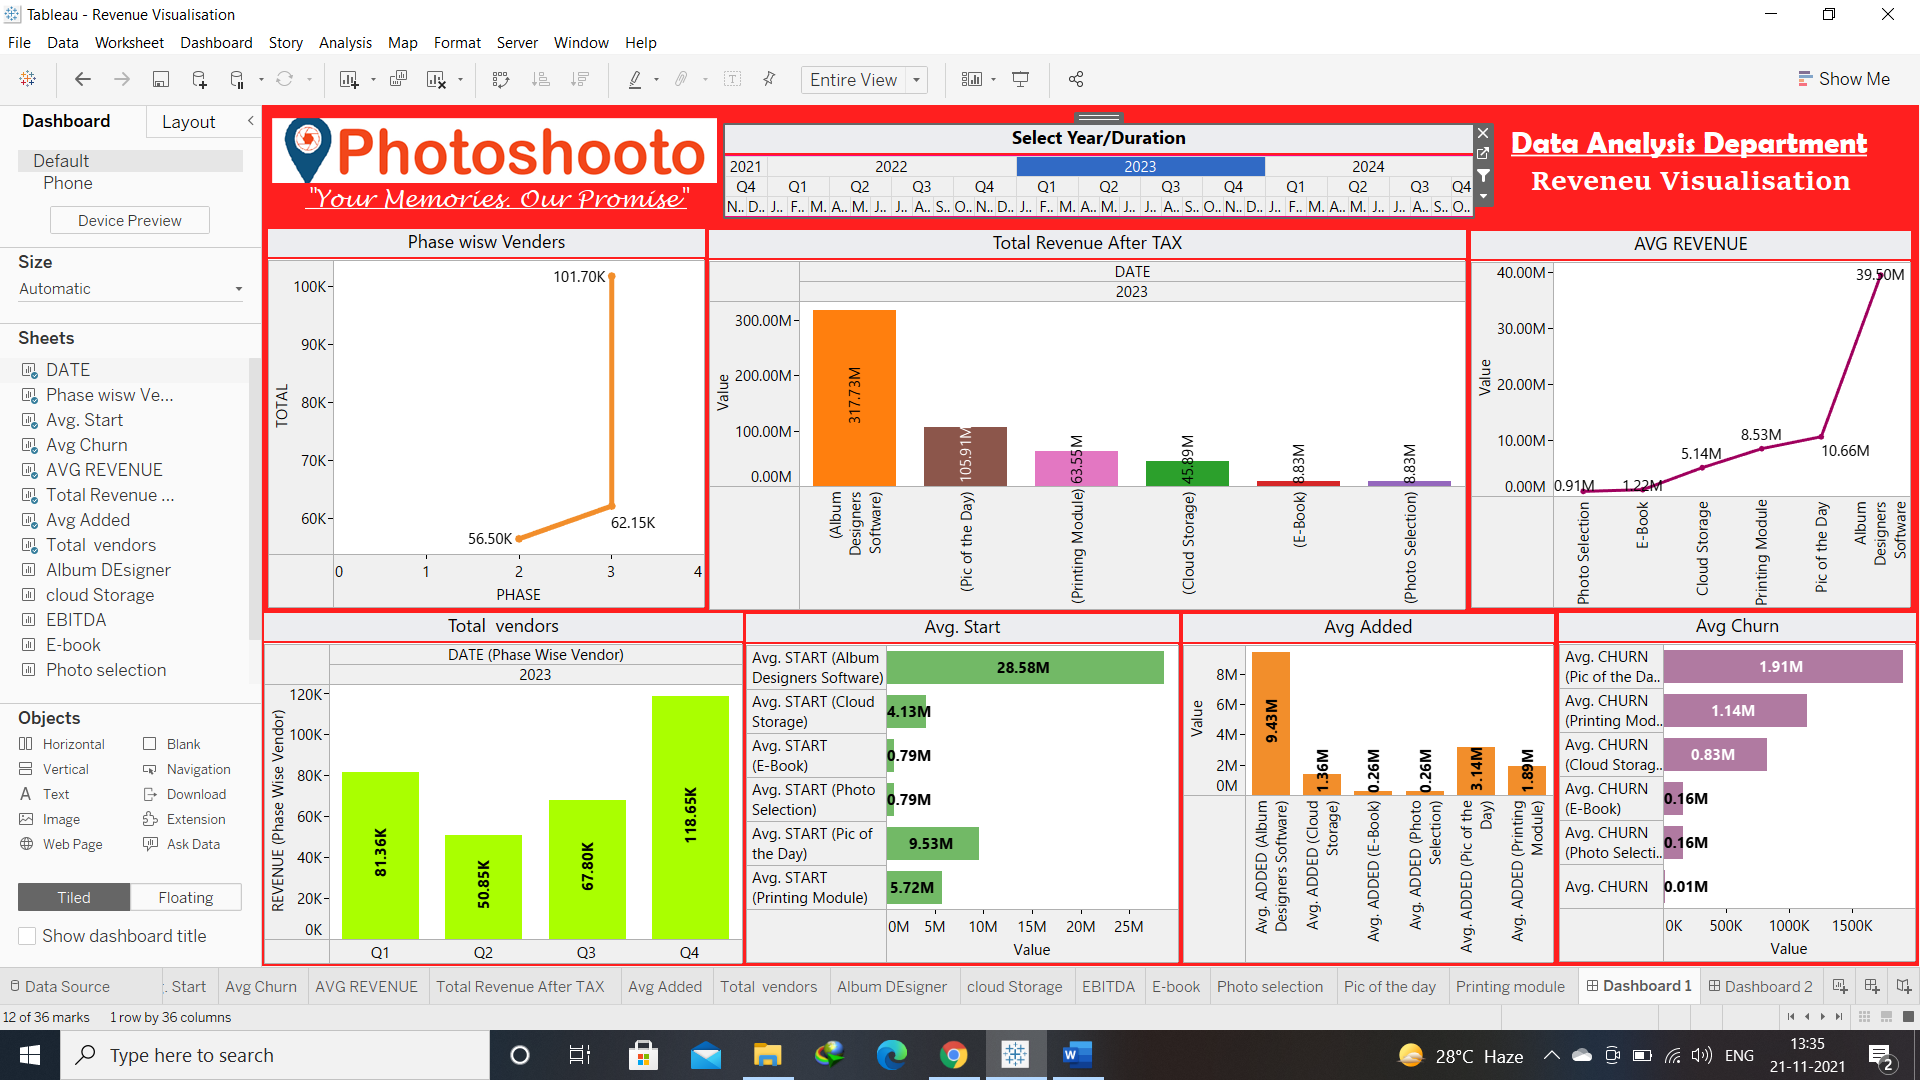 Tableau - Revenue Visualisation
File Data Worksheet Dashboard Story Analysis Map Format Server Window Help
Entire View
Show Me
Dashboard Layout
Default
Phone
Device Preview
Size
Automatic
Sheets
DATE
Phase wisw Ve...
Avg. Start
Avg Churn
AVG REVENUE
Total Revenue ...
Avg Added
Total vendors
Album DEsigner
cloud Storage
EBITDA
E-book
Photo selection
Objects
Horizontal Blank
Vertical Navigation
Text Download
Image Extension
Web Page Ask Data
Tiled Floating
Show dashboard title
Photoshooto
"Your Memories. Our Promise"
Select Year/Duration
2021 2022 2023 2024
Q4 Q1 Q2 Q3 Q4 Q1 Q2 Q3 Q4 Q1 Q2 Q3 Q4
N.. D.. J.. F.. M. A.. M. J.. J.. A.. S.. O.. N.. D.. J.. F.. M. A.. M. J.. J.. A.. S.. O.. N.. D.. J.. F.. M. A.. M. J.. J.. A.. S.. O..
Data Analysis Department
Reveneu Visualisation
Phase wisw Venders
TOTAL
100K
90K
80K
70K
60K
101.70K
62.15K
56.50K
0 1 2 3 4
PHASE
Total Revenue After TAX
DATE
2023
Value
300.00M
200.00M
100.00M
0.00M
317.73M
105.91M
63.55M
45.89M
8.83M
8.83M
(Album Designers Software)
(Pic of the Day)
(Printing Module)
(Cloud Storage)
(E-Book)
(Photo Selection)
AVG REVENUE
Value
40.00M
30.00M
20.00M
10.00M
0.00M
0.91M
1.22M
5.14M
8.53M
10.66M
39.50M
Photo Selection
E-Book
Cloud Storage
Printing Module
Pic of the Day
Album Designers Software
Total vendors
DATE (Phase Wise Vendor)
2023
REVENUE (Phase Wise Vendor)
120K
100K
80K
60K
40K
20K
0K
81.36K
50.85K
67.80K
118.65K
Q1 Q2 Q3 Q4
Avg. Start
Avg. START (Album
Designers Software)
28.58M
Avg. START (Cloud
Storage)
4.13M
Avg. START
(E-Book)
0.79M
Avg. START (Photo
Selection)
0.79M
Avg. START (Pic of
the Day)
9.53M
Avg. START
(Printing Module)
5.72M
0M 5M 10M 15M 20M 25M
Value
Avg Added
Value
8M
6M
4M
2M
0M
9.43M
1.36M
0.26M
0.26M
3.14M
1.89M
Avg. ADDED (Album Designers Software)
Avg. ADDED (Cloud Storage)
Avg. ADDED (E-Book)
Avg. ADDED (Photo Selection)
Avg. ADDED (Pic of the Day)
Avg. ADDED (Printing Module)
Avg Churn
Avg. CHURN
(Pic of the Da..
1.91M
Avg. CHURN
(Printing Mod..
1.14M
Avg. CHURN
(Cloud Storag..
0.83M
Avg. CHURN
(E-Book)
0.16M
Avg. CHURN
(Photo Selecti..
0.16M
Avg. CHURN
0.01M
0K 500K 1000K 1500K
Value
Data Source . Start Avg Churn AVG REVENUE Total Revenue After TAX Avg Added Total vendors Album DEsigner cloud Storage EBITDA E-book Photo selection Pic of the day Printing module Dashboard 1 Dashboard 2
12 of 36 marks 1 row by 36 columns
Type here to search
28°C Haze
ENG
13:35
21-11-2021
2